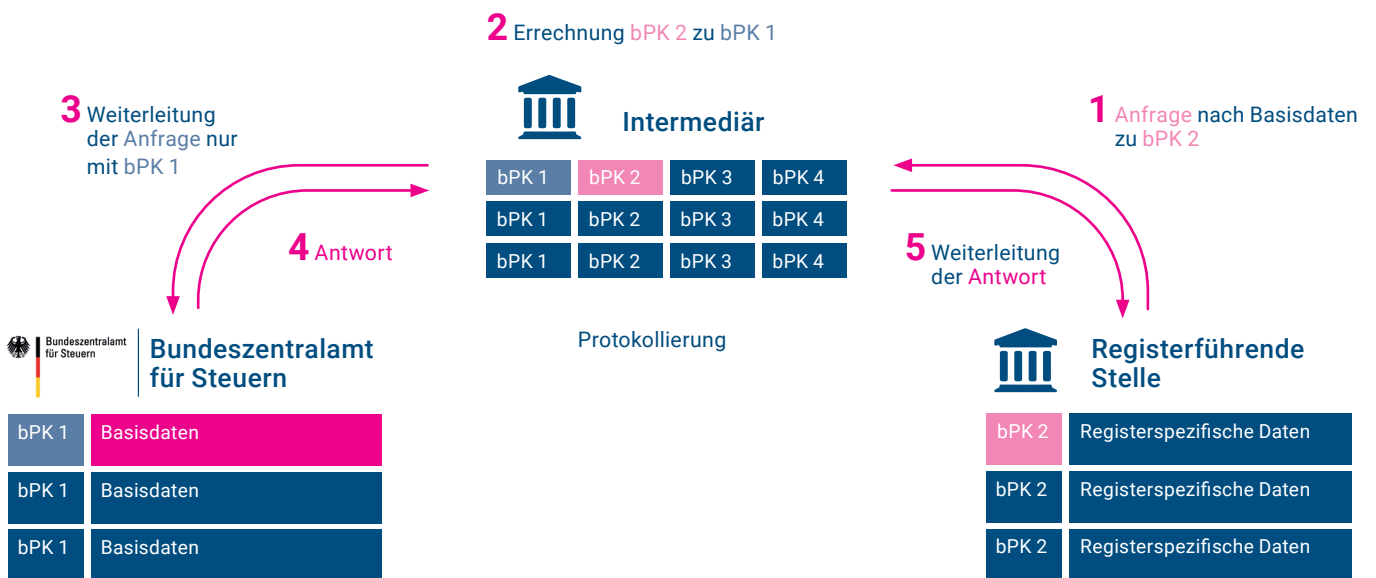 2 Errechnung bPK 2 zu bPK 1
3 Weiterleitung
der Anfrage nur
mit bPK 1
Intermediär
1 Anfrage nach Basisdaten
zu bPK 2
bPK 1 bPK 2 bPK 3 bPK 4
bPK 1 bPK 2 bPK 3 bPK 4
bPK 1 bPK 2 bPK 3 bPK 4
4 Antwort
5 Weiterleitung
der Antwort
Protokollierung
Bundeszentralamt
für Steuern
Bundeszentralamt
für Steuern
bPK 1 Basisdaten
bPK 1 Basisdaten
bPK 1 Basisdaten
Registerführende
Stelle
bPK 2 Registerspezifische Daten
bPK 2 Registerspezifische Daten
bPK 2 Registerspezifische Daten